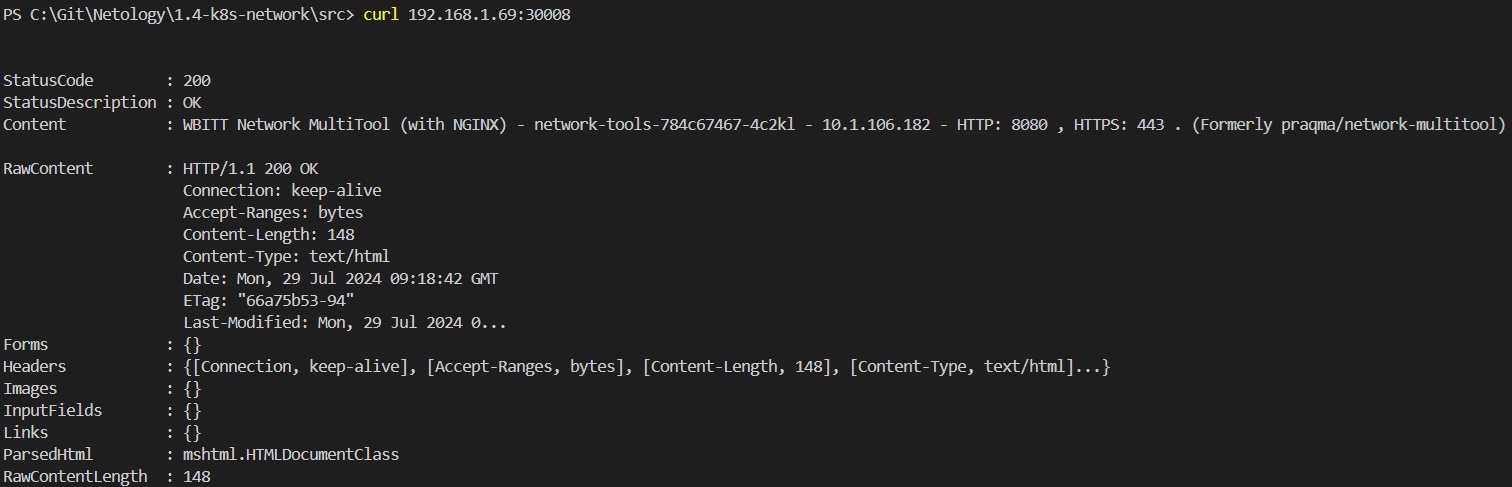 PS C:\Git\Netology\1.4-k8s-network\src> curl 192.168.1.69:30008
StatusCode        : 200
StatusDescription : OK
Content           : WBITT Network MultiTool (with NGINX) - network-tools-784c67467-4c2kl - 10.1.106.182 - HTTP: 8080 , HTTPS: 443 . (Formerly praqma/network-multitool)
RawContent        : HTTP/1.1 200 OK
                    Connection: keep-alive
                    Accept-Ranges: bytes
                    Content-Length: 148
                    Content-Type: text/html
                    Date: Mon, 29 Jul 2024 09:18:42 GMT
                    ETag: "66a75b53-94"
                    Last-Modified: Mon, 29 Jul 2024 0...
Forms             : {}
Headers           : {[Connection, keep-alive], [Accept-Ranges, bytes], [Content-Length, 148], [Content-Type, text/html]...}
Images            : {}
InputFields       : {}
Links             : {}
ParsedHtml        : mshtml.HTMLDocumentClass
RawContentLength  : 148